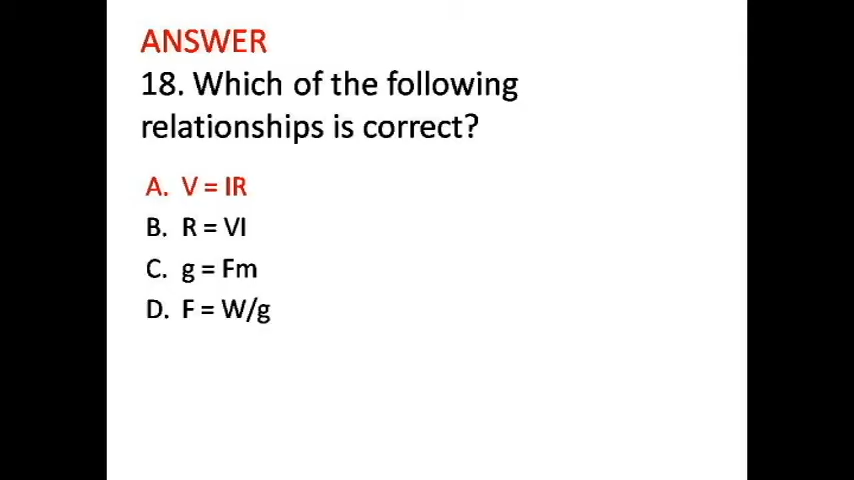 ANSWER
18. Which of the following
relationships is correct?
A. V = IR
B. R = VI
C. g = Fm
D. F = W/g